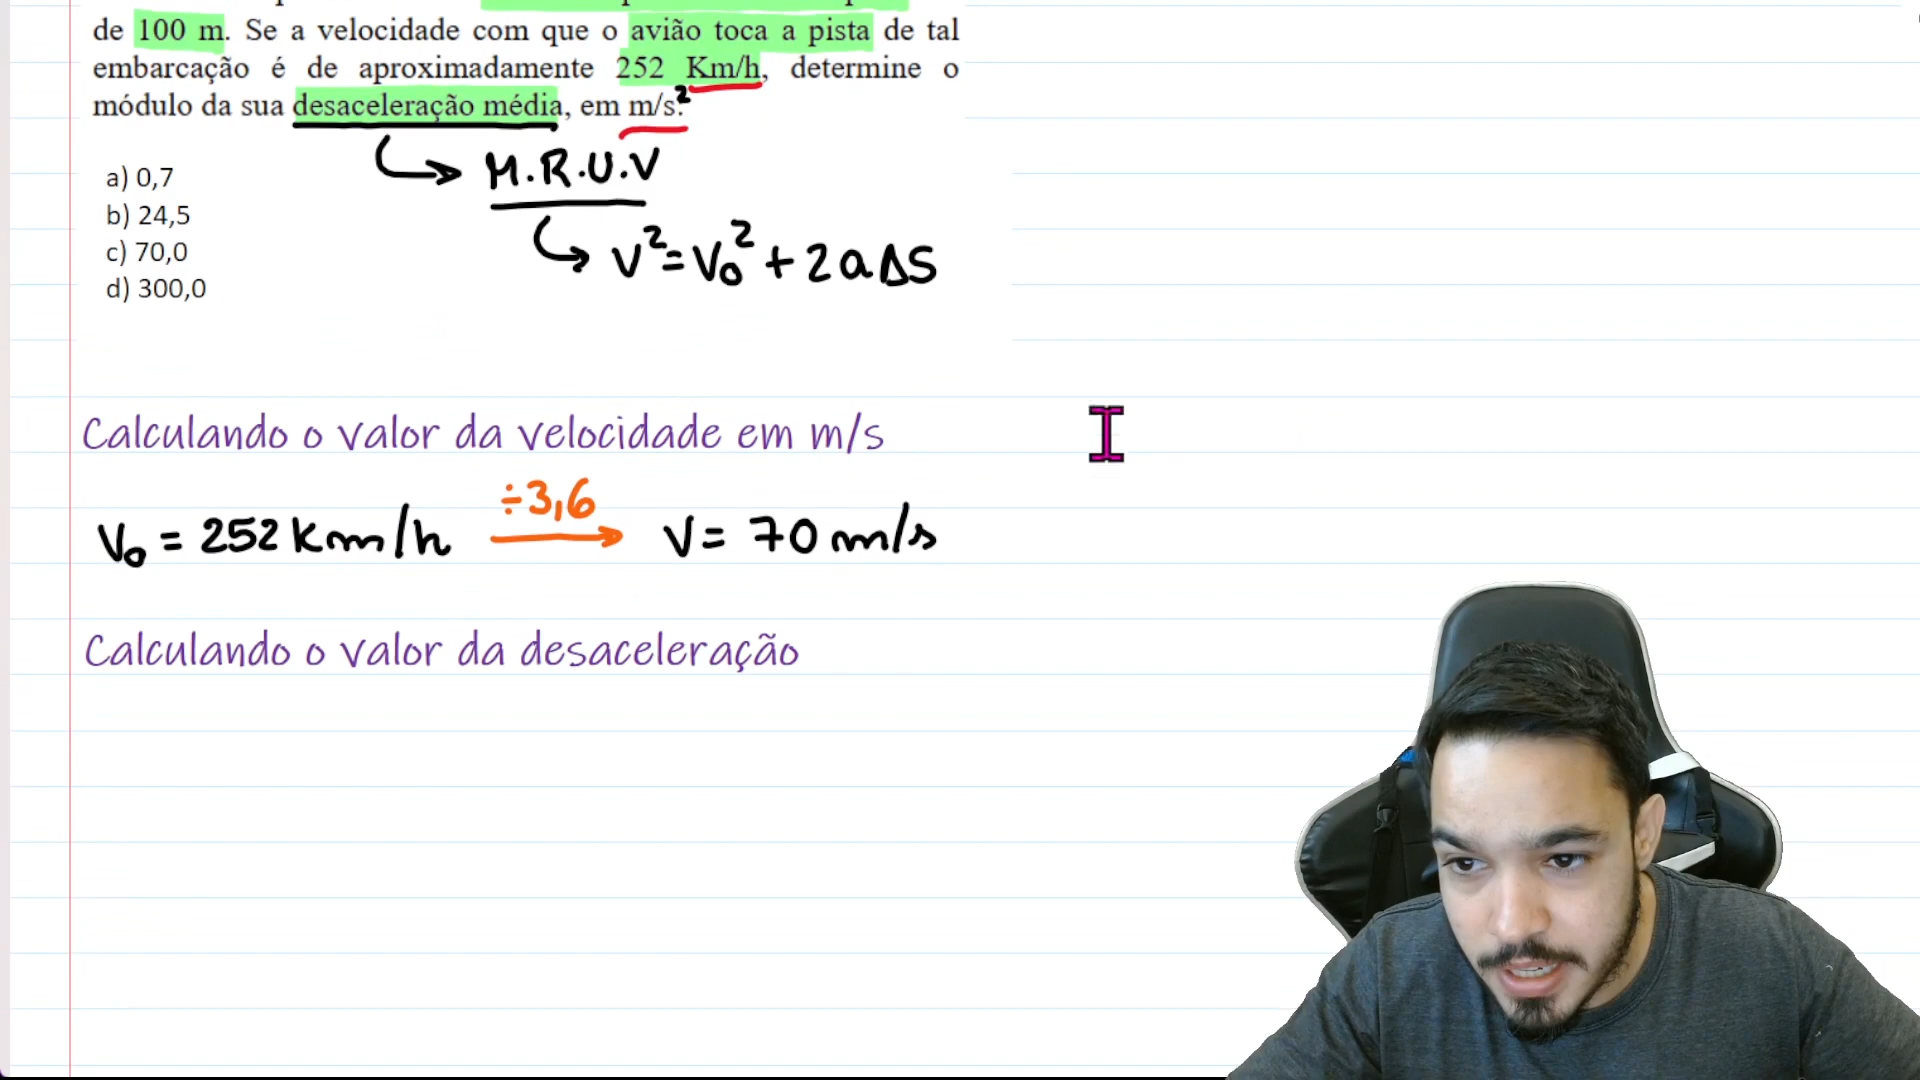 de 100 m. Se a velocidade com que o avião toca a pista de tal
embarcação é de aproximadamente 252 Km/h, determine o
módulo da sua desaceleração média, em m/s².
M.R.U.V
a) 0,7
b) 24,5
V² = V₀² + 2aΔS
c) 70,0
d) 300,0
Calculando o valor da velocidade em m/s
÷3,6
V₀ = 252 km/h → V = 70 m/s
Calculando o valor da desaceleração